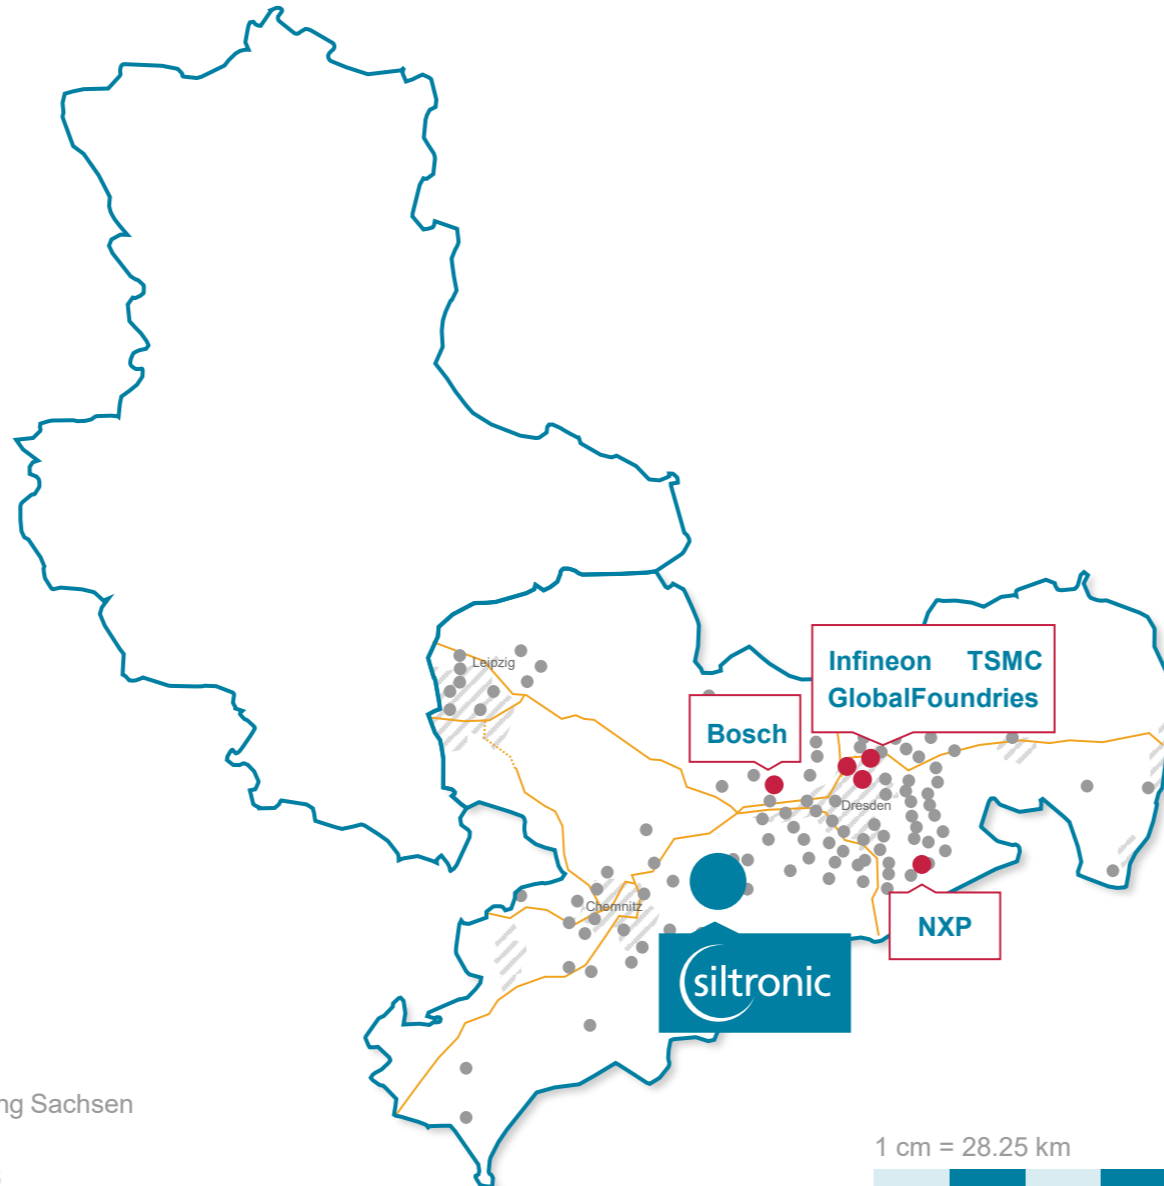 Leipzig
Infineon TSMC
GlobalFoundries
Bosch
Dresden
Chemnitz
NXP
siltronic
ng Sachsen
1 cm = 28.25 km